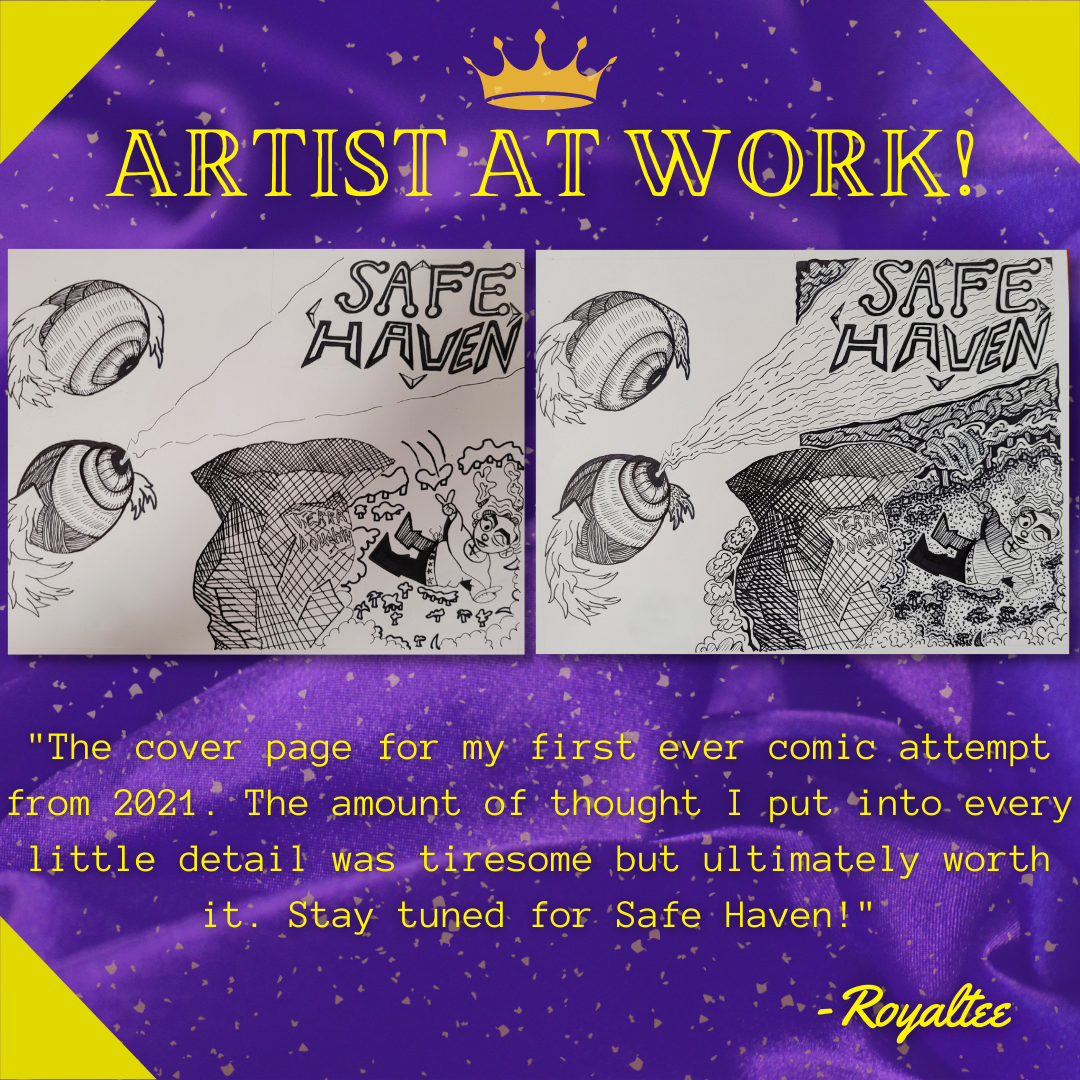 ARTIST AT WORK!
SAFE
HAVEN
SAFE
HAVEN
"The cover page for my first ever comic attempt
from 2021. The amount of thought I put into every
little detail was tiresome but ultimately worth
it. Stay tuned for Safe Haven!"
-Royaltee